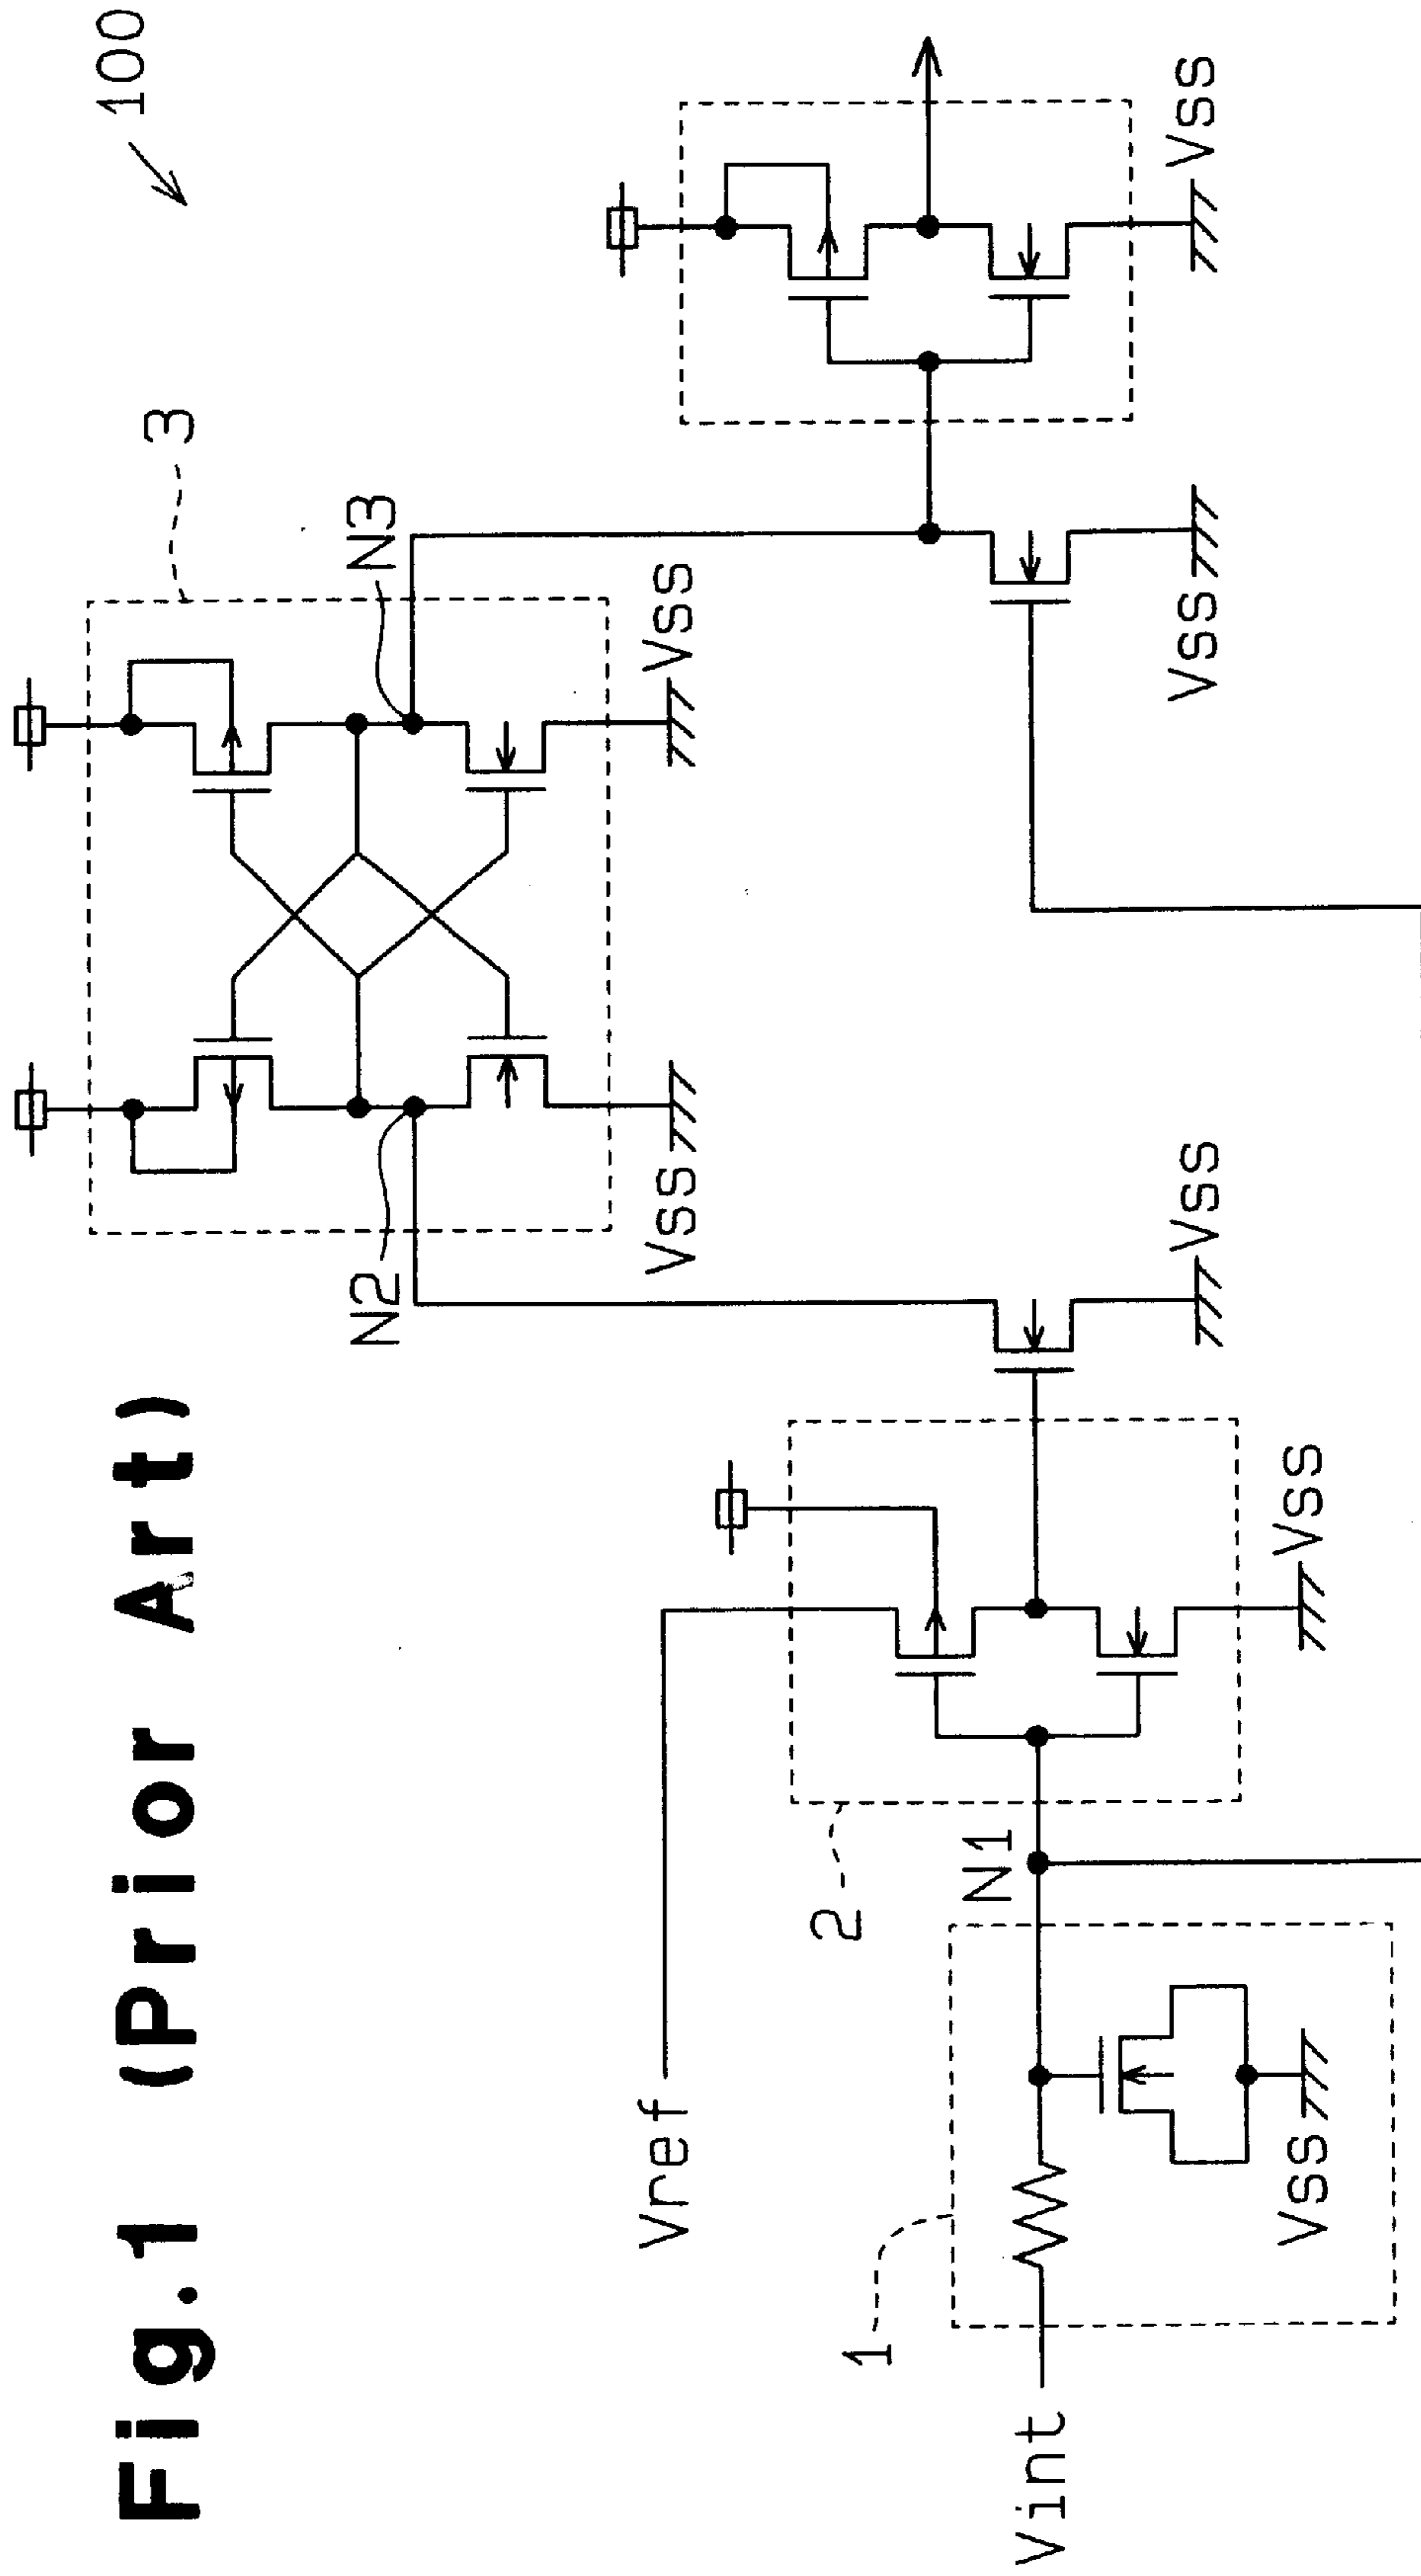 Fig.1 (Prior Art)
100
3
N2
N3
Vss
Vss
Vref
2
N1
Vss
Vss
Vss
Vss
1
Vint
Vss